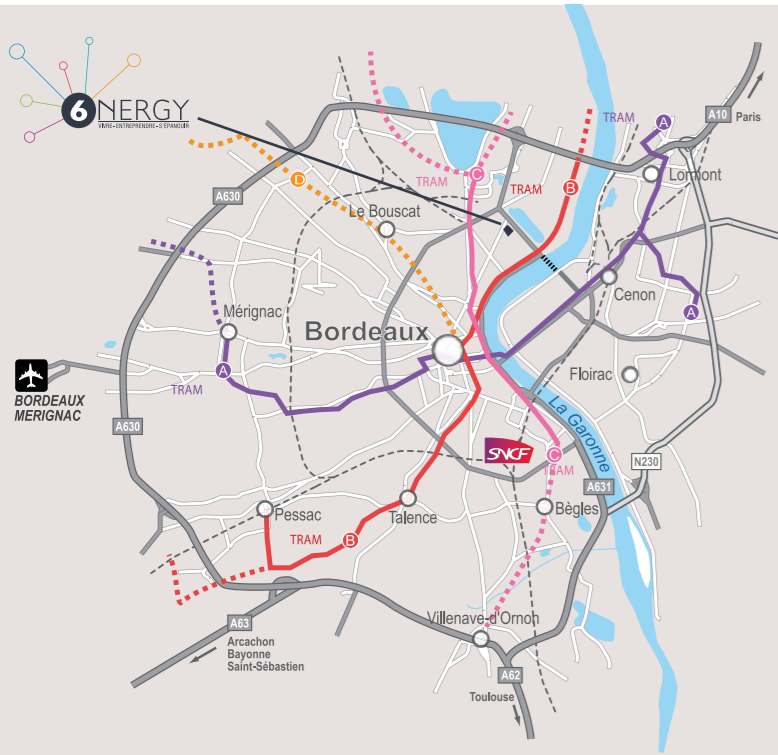 6NERGY
VIVRE-ENTREPRENDRE-S'ÉPANOUIR
A10
Paris
TRAM
A
Lormont
TRAM
C
TRAM
B
D
A630
Le Bouscat
Cenon
A
Mérignac
Bordeaux
A
TRAM
Floirac
BORDEAUX
MERIGNAC
A630
La Garonne
SNCF
C
AM
N230
A631
Pessac
Talence
Bègles
TRAM
B
Villenave-d'Ornon
A63
Arcachon
Bayonne
Saint-Sébastien
A62
Toulouse